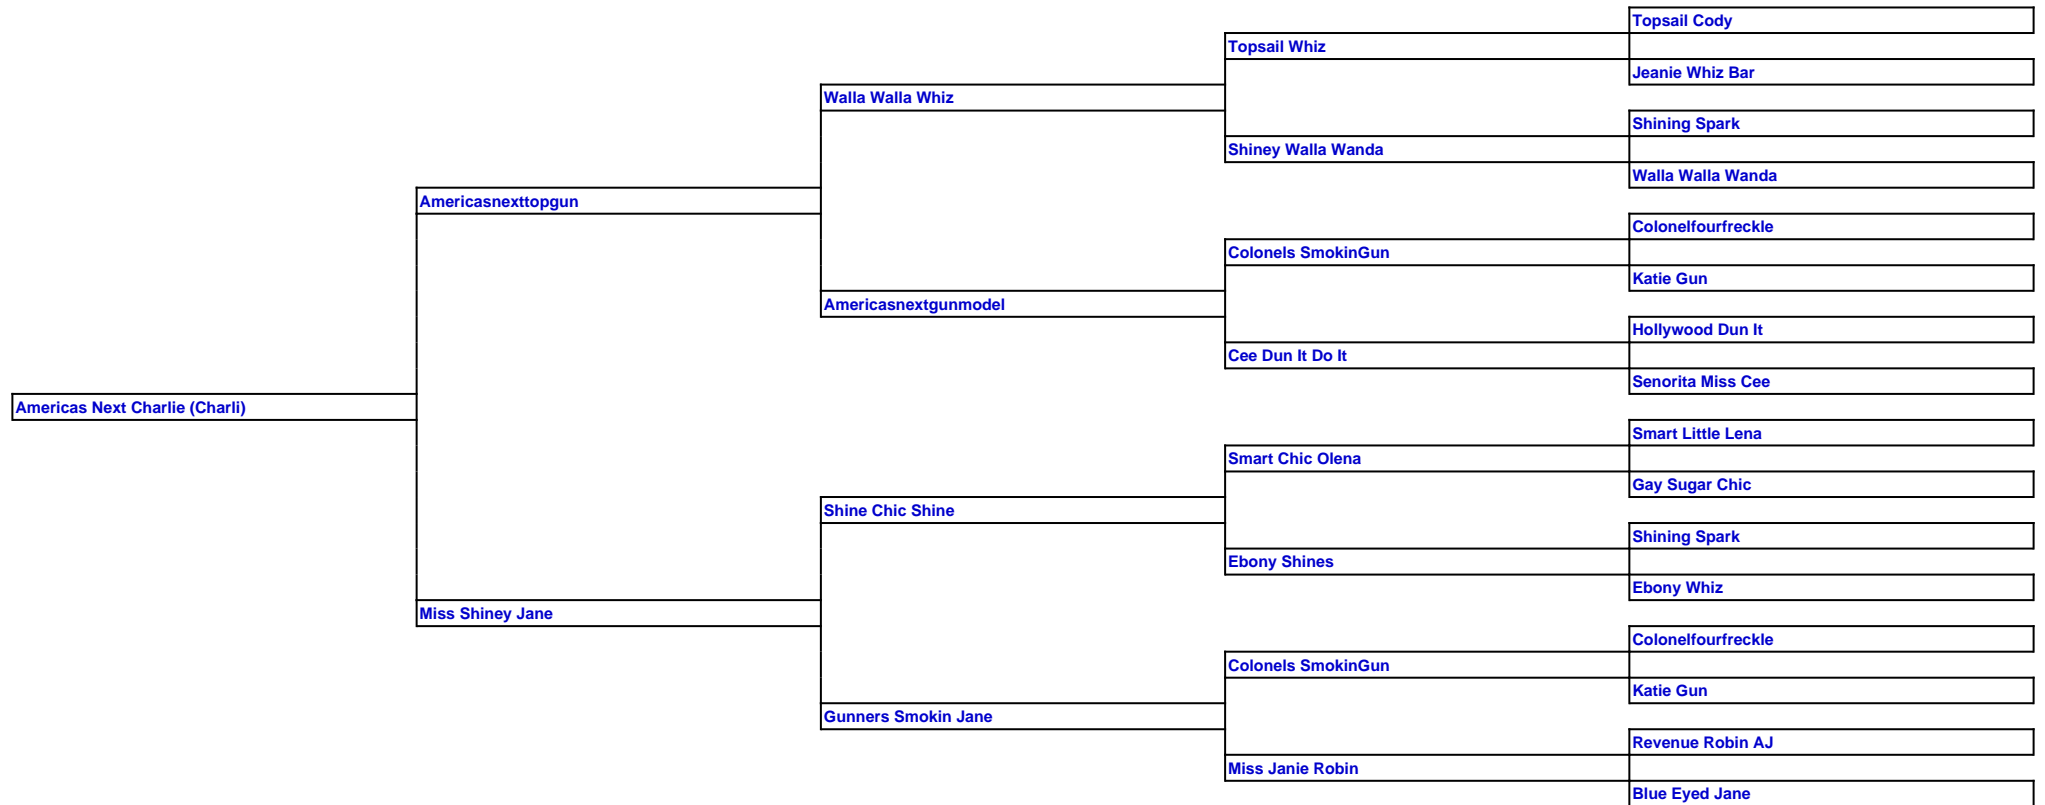 Topsail Cody
Topsail Whiz
Jeanie Whiz Bar
Walla Walla Whiz
Shining Spark
Shiney Walla Wanda
Walla Walla Wanda
Americasnexttopgun
Colonelfourfreckle
Colonels SmokinGun
Katie Gun
Americasnextgunmodel
Hollywood Dun It
Cee Dun It Do It
Senorita Miss Cee
Americas Next Charlie (Charli)
Smart Little Lena
Smart Chic Olena
Gay Sugar Chic
Shine Chic Shine
Shining Spark
Ebony Shines
Ebony Whiz
Miss Shiney Jane
Colonelfourfreckle
Colonels SmokinGun
Katie Gun
Gunners Smokin Jane
Revenue Robin AJ
Miss Janie Robin
Blue Eyed Jane